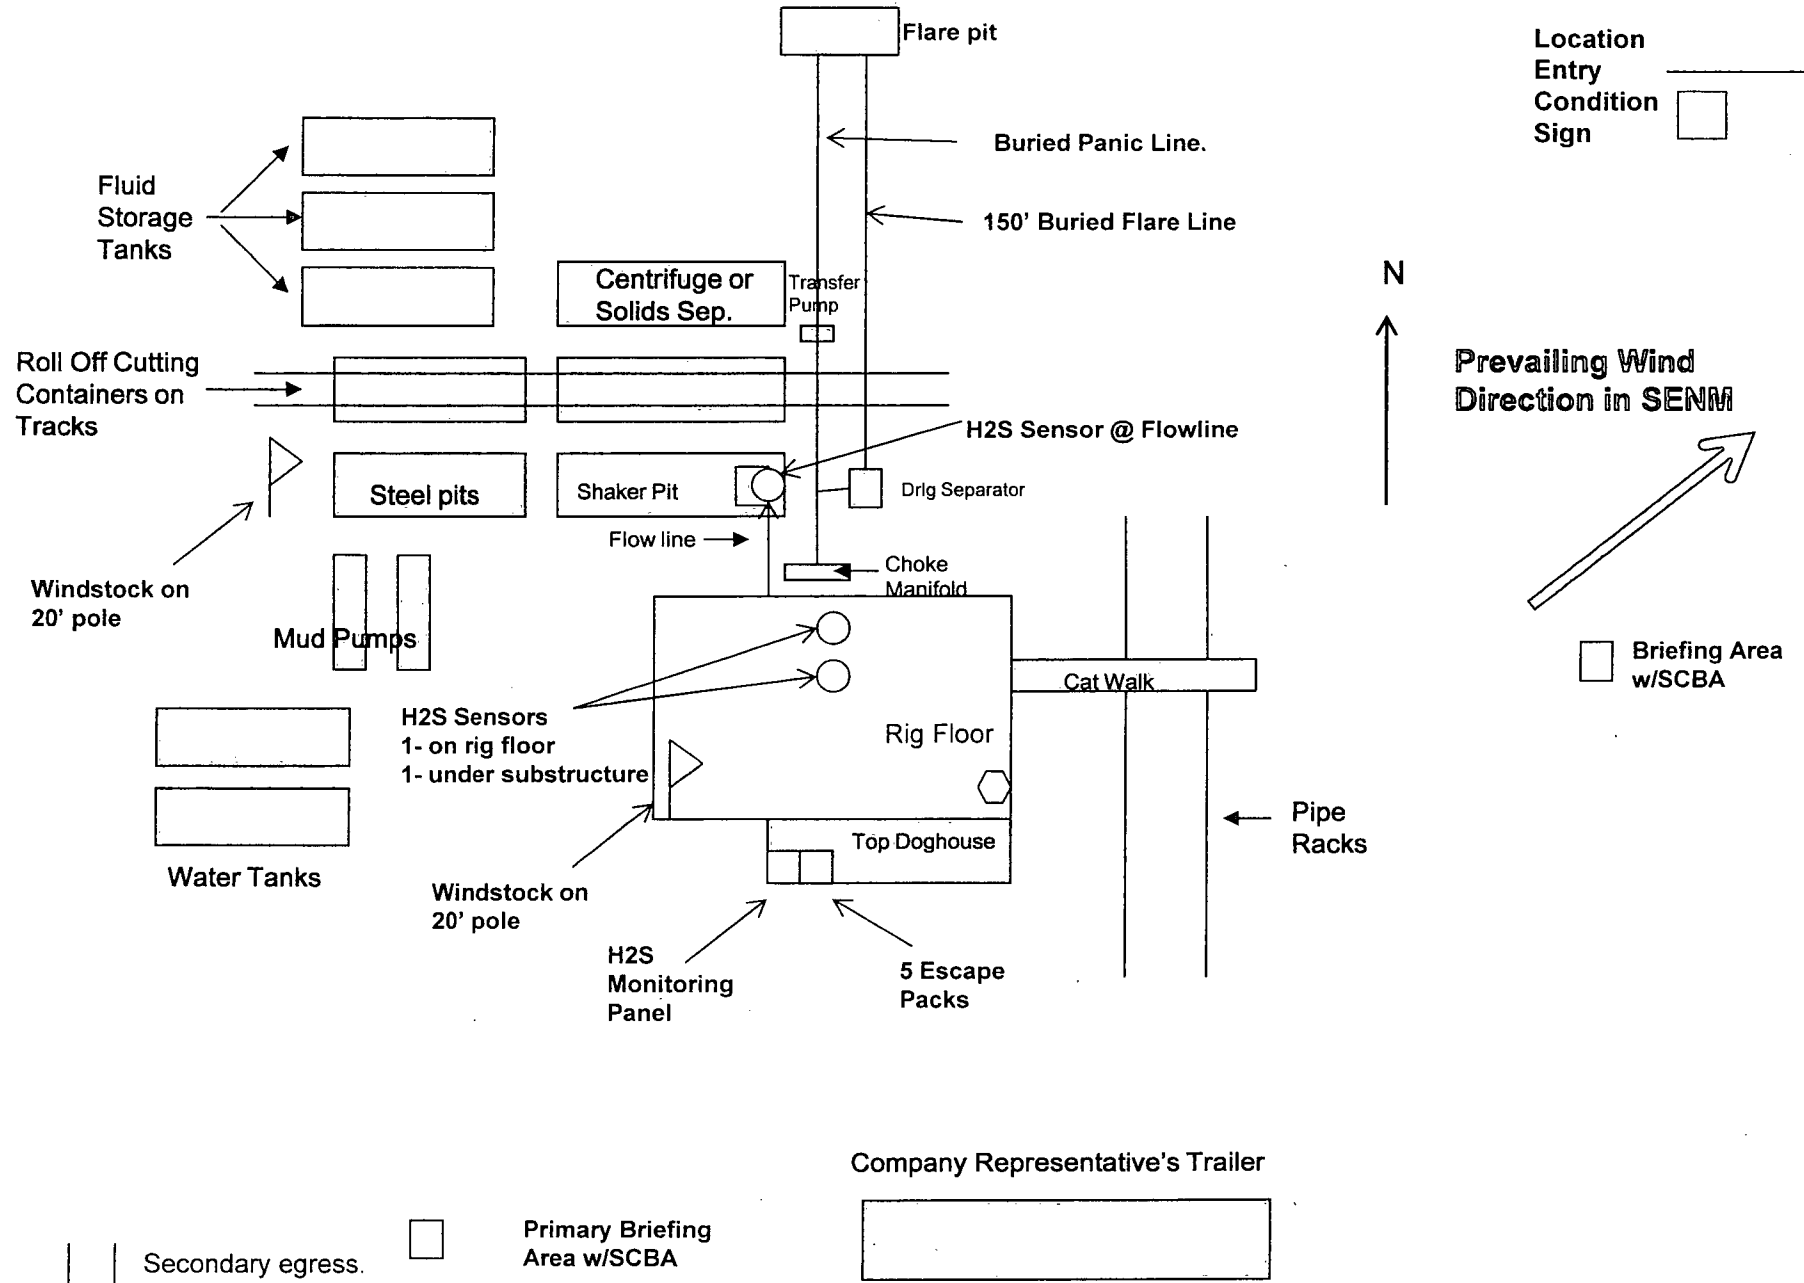 Flare pit
Location
Entry
Condition
Sign
Buried Panic Line.
Fluid
Storage
Tanks
150' Buried Flare Line
Centrifuge or
Solids Sep.
Transfer
Pump
N
Roll Off Cutting
Containers on
Tracks
Prevailing Wind
Direction in SENM
H2S Sensor @ Flowline
Steel pits
Shaker Pit
Drlg Separator
Flow line
Choke
Manifold
Windstock on
20' pole
Mud Pumps
Briefing Area
w/SCBA
Cat Walk
H2S Sensors
1- on rig floor
1- under substructure
Rig Floor
Pipe
Racks
Top Doghouse
Water Tanks
Windstock on
20' pole
H2S
Monitoring
Panel
5 Escape
Packs
Company Representative's Trailer
Primary Briefing
Area w/SCBA
Secondary egress.